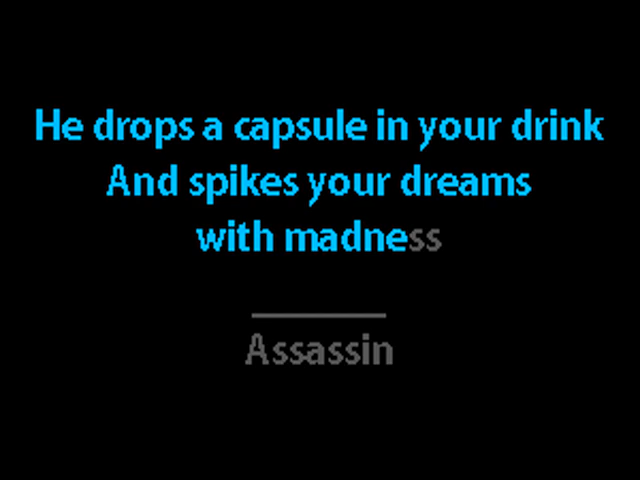 He drops a capsule in your drink
And spikes your dreams
with madness
Assassin